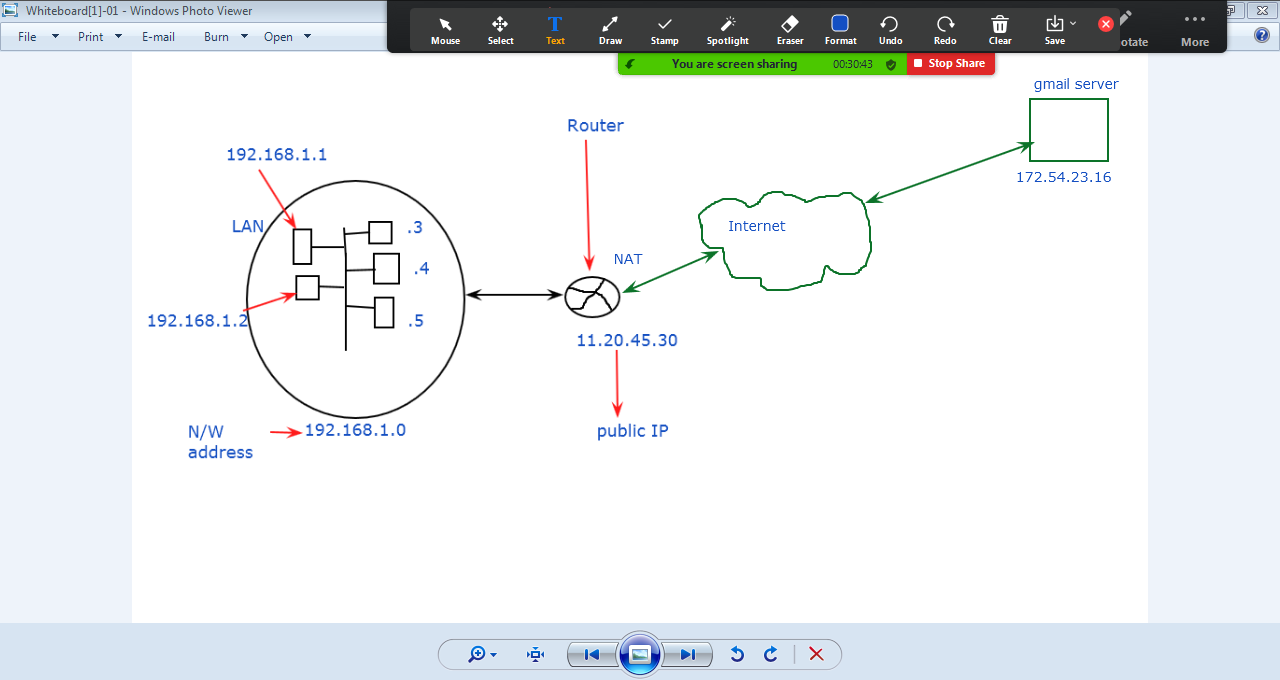 Whiteboard[1]-01 - Windows Photo Viewer
File Print E-mail Burn Open
Mouse Select Text Draw Stamp Spotlight Eraser Format Undo Redo Clear Save otate More
You are screen sharing 00:30:43 Stop Share
gmail server
Router
192.168.1.1
172.54.23.16
LAN
.3
Internet
NAT
.4
192.168.1.2
.5
11.20.45.30
N/W
address
192.168.1.0
public IP